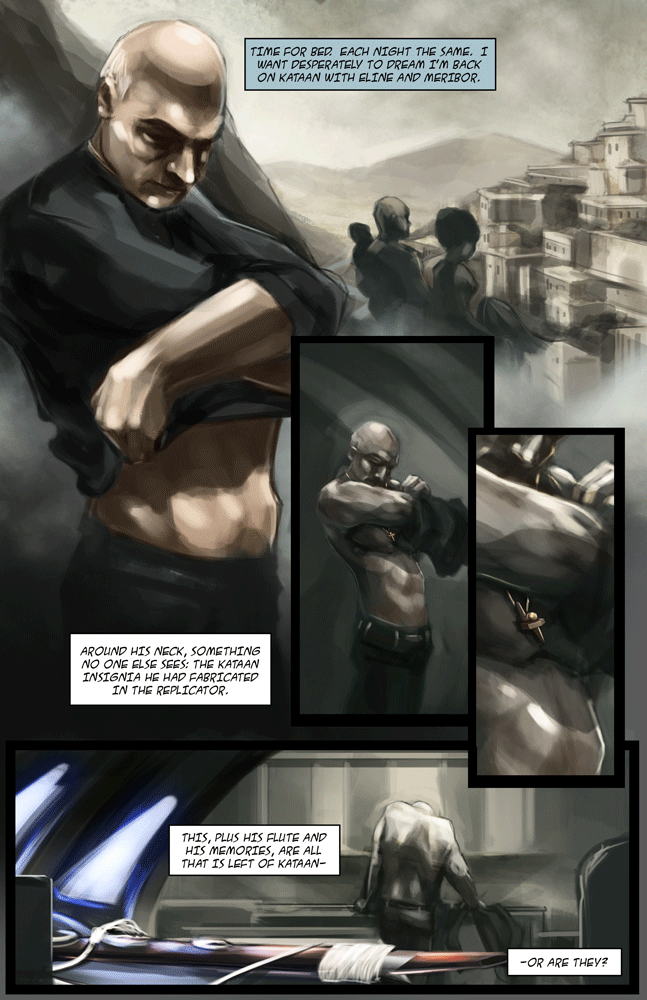 TIME FOR BED. EACH NIGHT THE SAME. I
WANT DESPERATELY TO DREAM I'M BACK
ON KATAAN WITH ELINE AND MERIBOR.
AROUND HIS NECK, SOMETHING
NO ONE ELSE SEES: THE KATAAN
INSIGNIA HE HAD FABRICATED
IN THE REPLICATOR.
THIS, PLUS HIS FLUTE AND
HIS MEMORIES, ARE ALL
THAT IS LEFT OF KATAAN-
-OR ARE THEY?